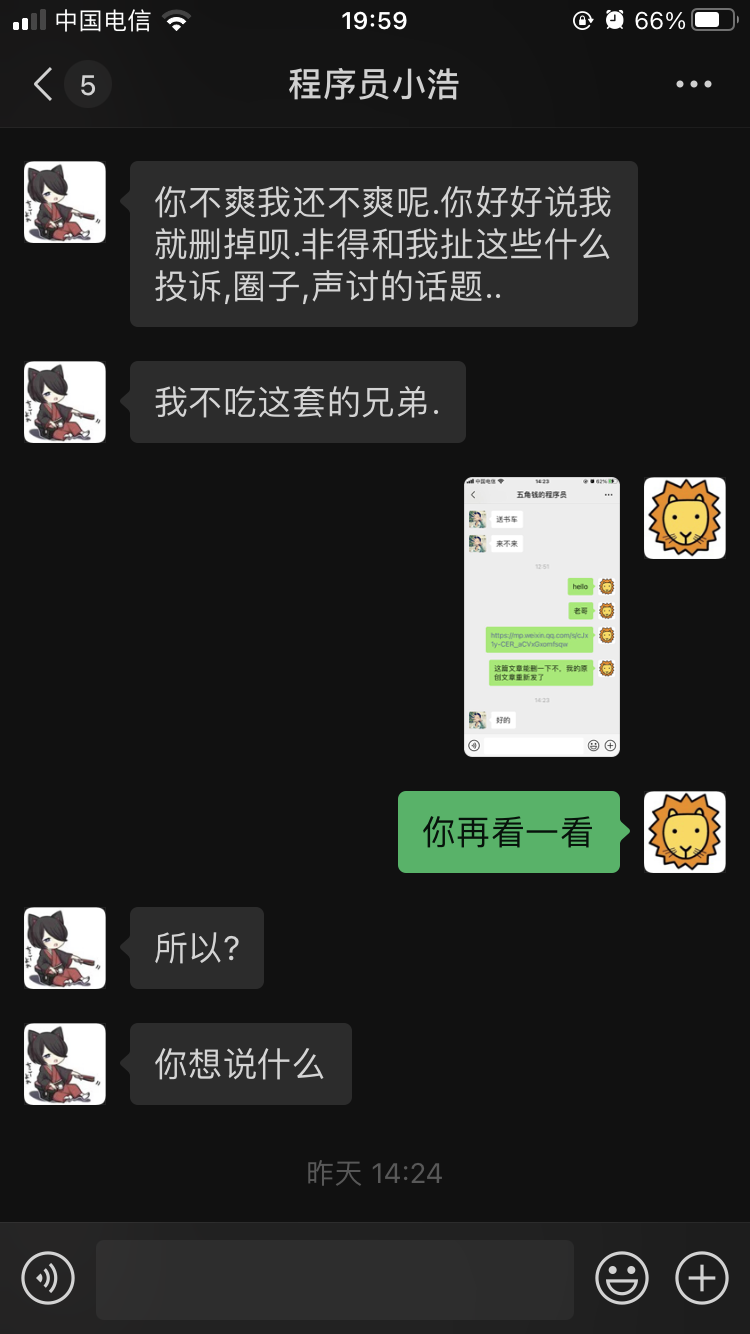 中国电信 19:59 66%
5 程序员小浩
你不爽我还不爽呢.你好好说我
就删掉呗.非得和我扯这些什么
投诉,圈子,声讨的话题..
我不吃这套的兄弟.
中国电信 14:23 62%
五角钱的程序员
送书车
来不来
12:51
hello
老哥
https://mp.weixin.qq.com/s/cJx
这篇文章能删一下不，我的原
创文章重新发了
14:23
好的
你再看一看
所以?
你想说什么
昨天 14:24